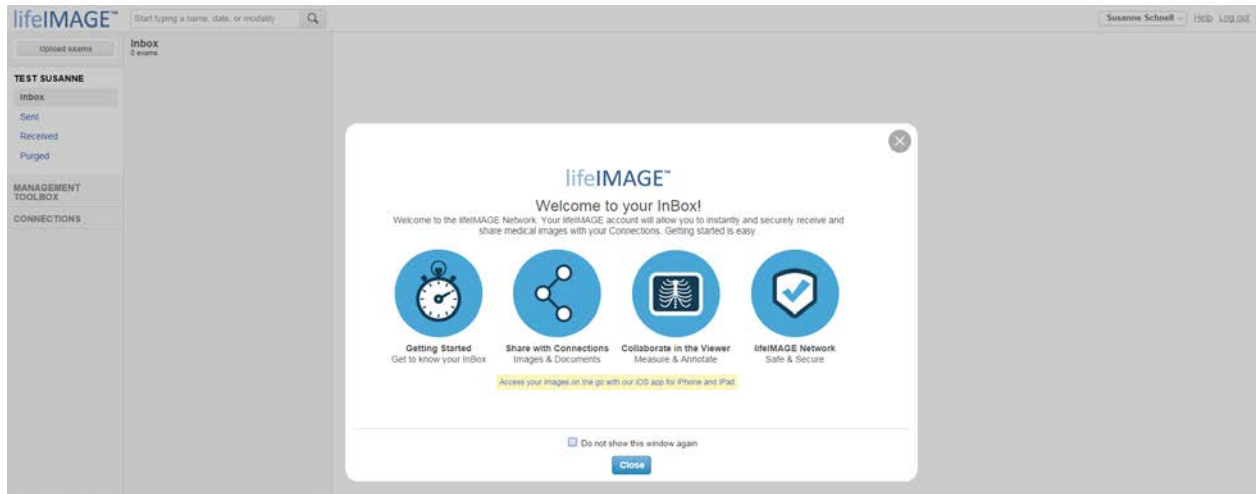 lifeIMAGE™
Start typing a name, date, or modality
Susanne Schnell
Help Log out
Upload exams
Inbox
0 exams
TEST SUSANNE
Inbox
Sent
Received
Purged
MANAGEMENT
TOOLBOX
CONNECTIONS
lifeIMAGE™
Welcome to your InBox!
Welcome to the lifeIMAGE Network. Your lifeIMAGE account will allow you to instantly and securely receive and
share medical images with your Connections. Getting started is easy.
Getting Started
Get to know your InBox
Share with Connections
Images & Documents
Collaborate in the Viewer
Measure & Annotate
lifeIMAGE Network
Safe & Secure
Access your images on the go with our iOS app for iPhone and iPad
Do not show this window again
Close